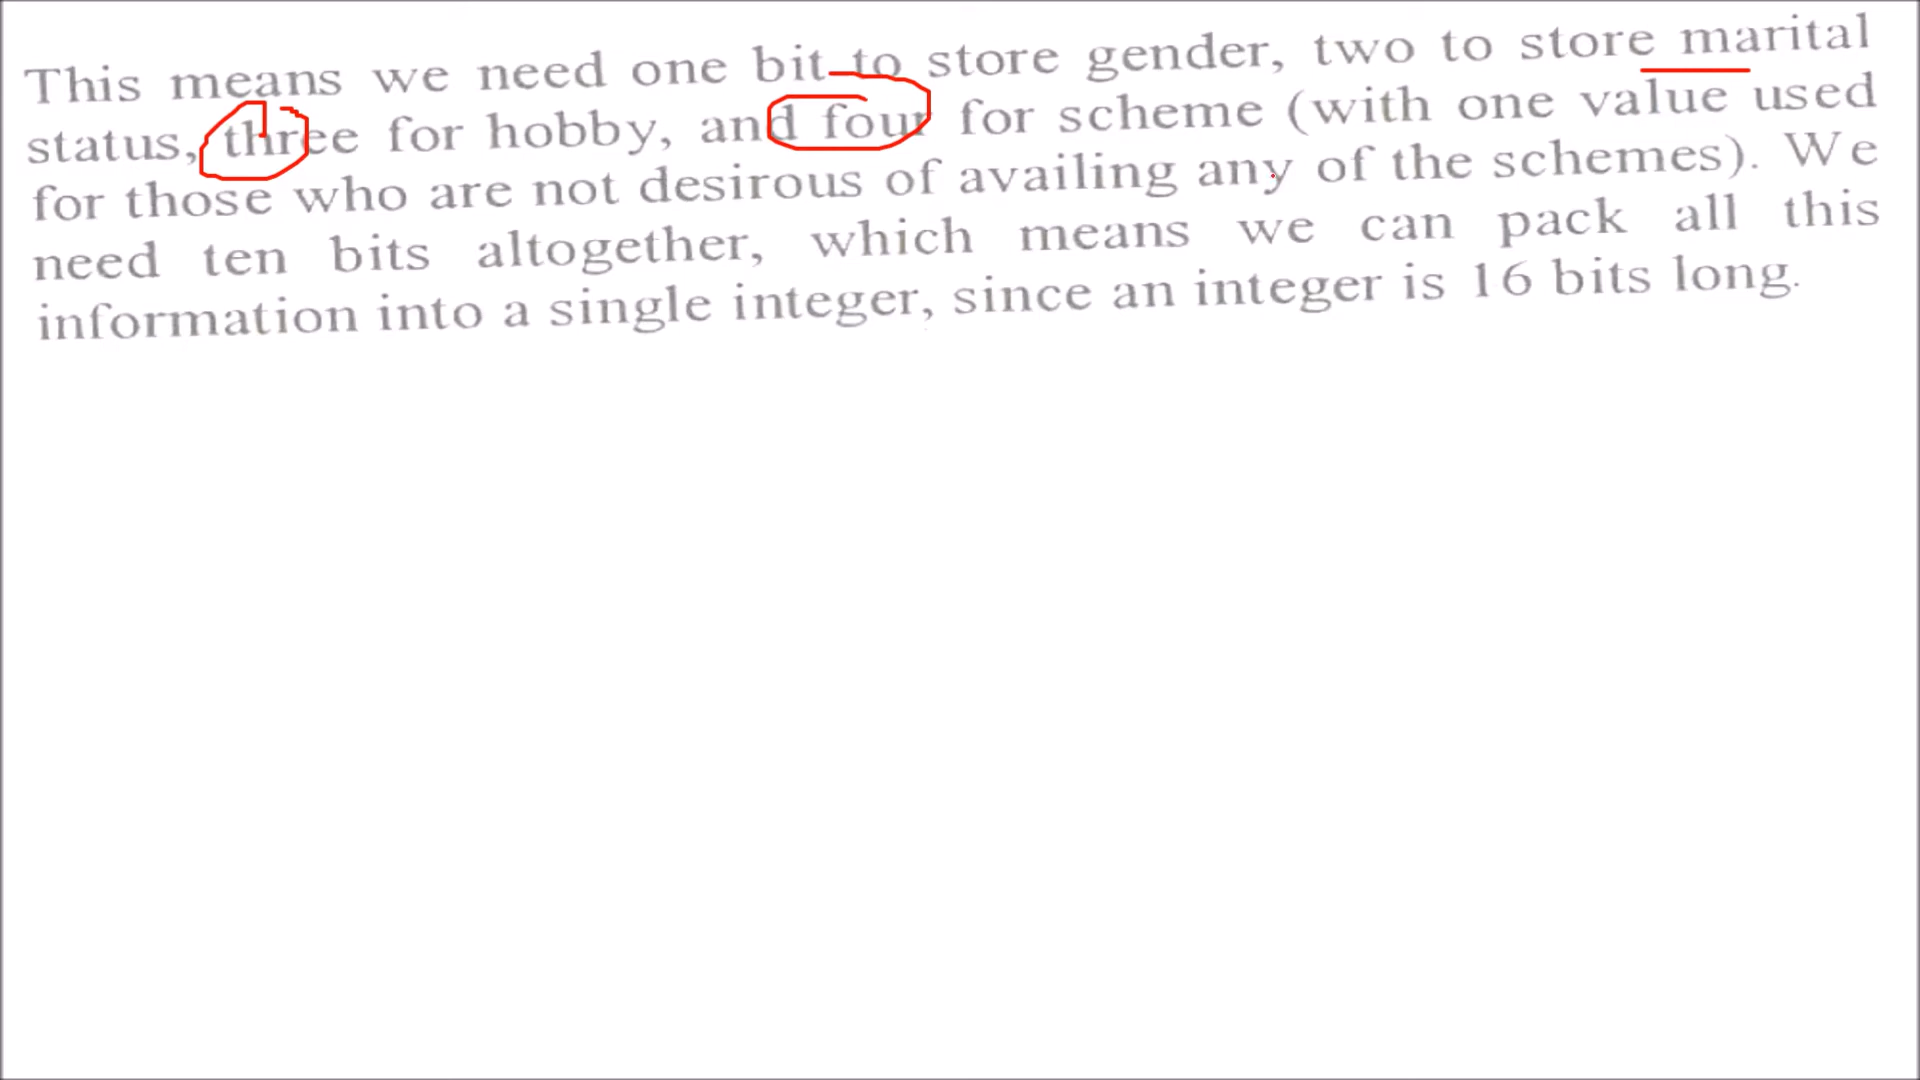 This means we need one bit to store gender, two to store marital
status, three for hobby, and four for scheme (with one value used
for those who are not desirous of availing any of the schemes). We
need ten bits altogether, which means we can pack all this
information into a single integer, since an integer is 16 bits long.